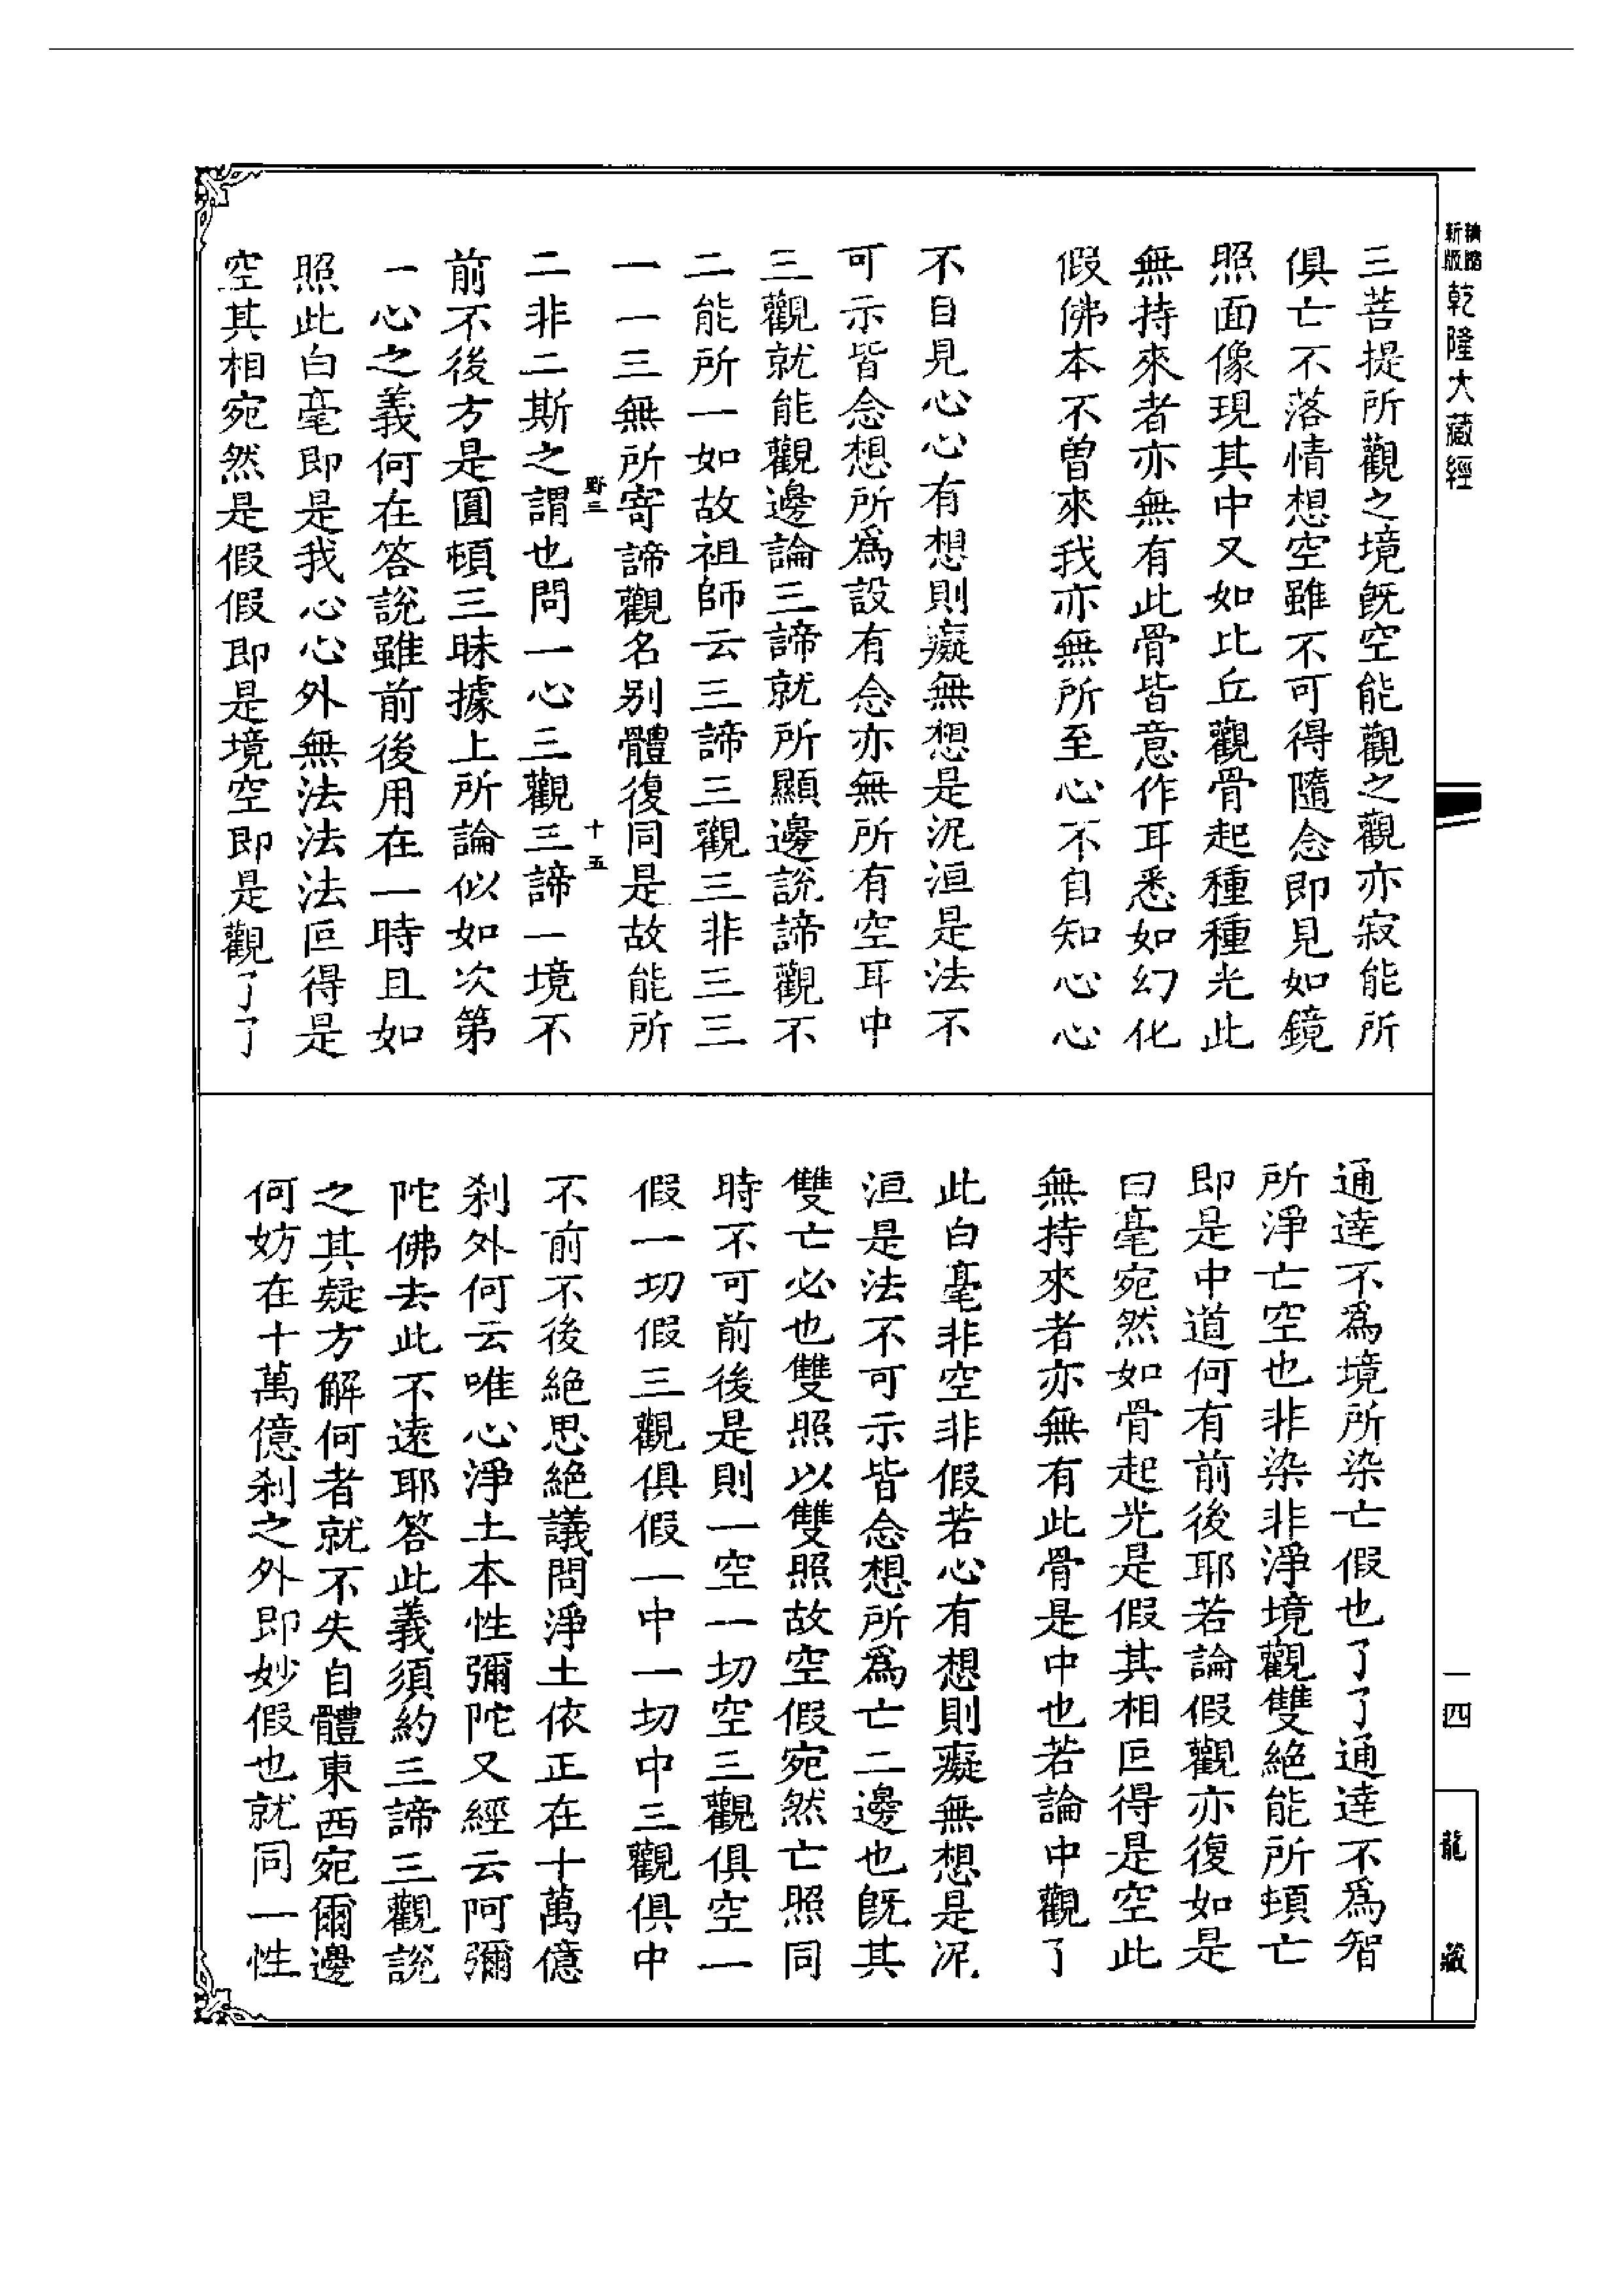 乾隆大藏經
三菩提所觀之境旣空能觀之觀亦寂能所
俱亡不落情想空雖不可得隨念即見如鏡
照面像現其中又如比丘觀骨起種種光此
無持來者亦無有此骨皆意作耳悉如幻化
假佛本不曾來我亦無所至心不自知心心
不自見心心有想則癡無想是泥洹是法不
可示皆念想所爲設有念亦無所有空耳中
三觀就能觀邊論三諦就所顯邊說諦觀不
二能所一如故祖師云三諦三觀三非三三
一一三無所寄諦觀名別體復同是故能所
野三
十五
二非二斯之謂也問一心三觀三諦一境不
前不後方是圓頓三昧據上所論似如次第
一心之義何在答說雖前後用在一時且如
照此白毫即是我心心外無法法法叵得是
空其相宛然是假假即是境空即是觀了了
通達不爲境所染亡假也了了通達不爲智
所淨亡空也非染非淨境觀雙絕能所頓亡
即是中道何有前後耶若論假觀亦復如是
曰毫宛然如骨起光是假其相叵得是空此
無持來者亦無有此骨是中也若論中觀了
此白毫非空非假若心有想則癡無想是泥
洹是法不可示皆念想所爲亡二邊也旣其
雙亡必也雙照以雙照故空假宛然亡照同
時不可前後是則一空一切空三觀俱空一
假一切假三觀俱假一中一切中三觀俱中
不前不後絕思絕議問淨土依正在十萬億
刹外何云唯心淨土本性彌陀又經云阿彌
陀佛去此不遠耶答此義須約三諦三觀說
之其疑方解何者就不失自體東西宛爾邊
何妨在十萬億刹之外即妙假也就同一性
一四
龍藏